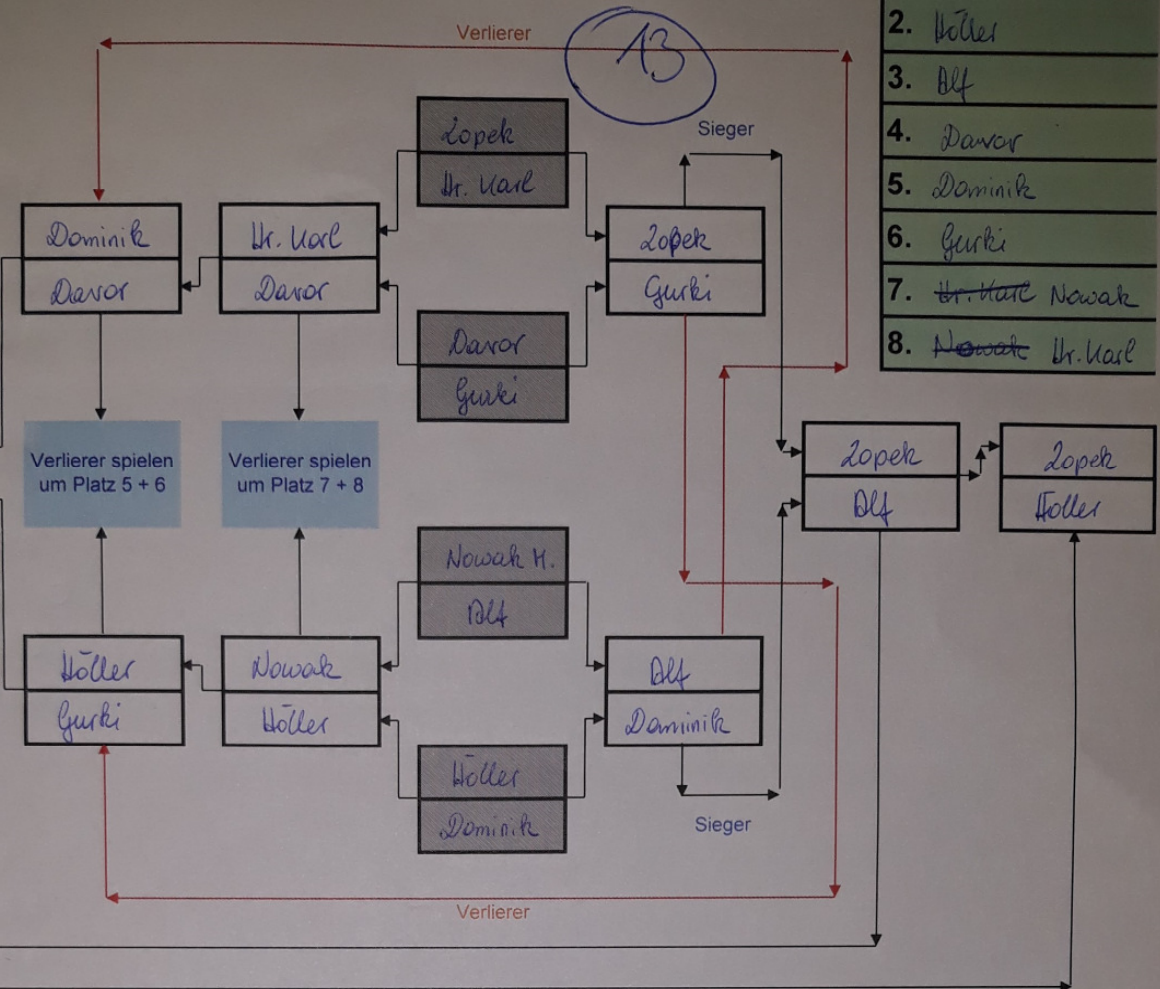 Verlierer
13
2. Höller
3. Alf
4. Davor
5. Dominik
6. Gurki
7. Hr. Karl Nowak
8. Nowak Hr. Karl
Sieger
Zopek
Hr. Karl
Dominik
Davor
Hr. Karl
Davor
Zopek
Gurki
Davor
Gurki
Verlierer spielen
um Platz 5 + 6
Verlierer spielen
um Platz 7 + 8
Zopek
Alf
Zopek
Höller
Nowak H.
Alf
Höller
Gurki
Nowak
Höller
Alf
Dominik
Höller
Dominik
Sieger
Verlierer